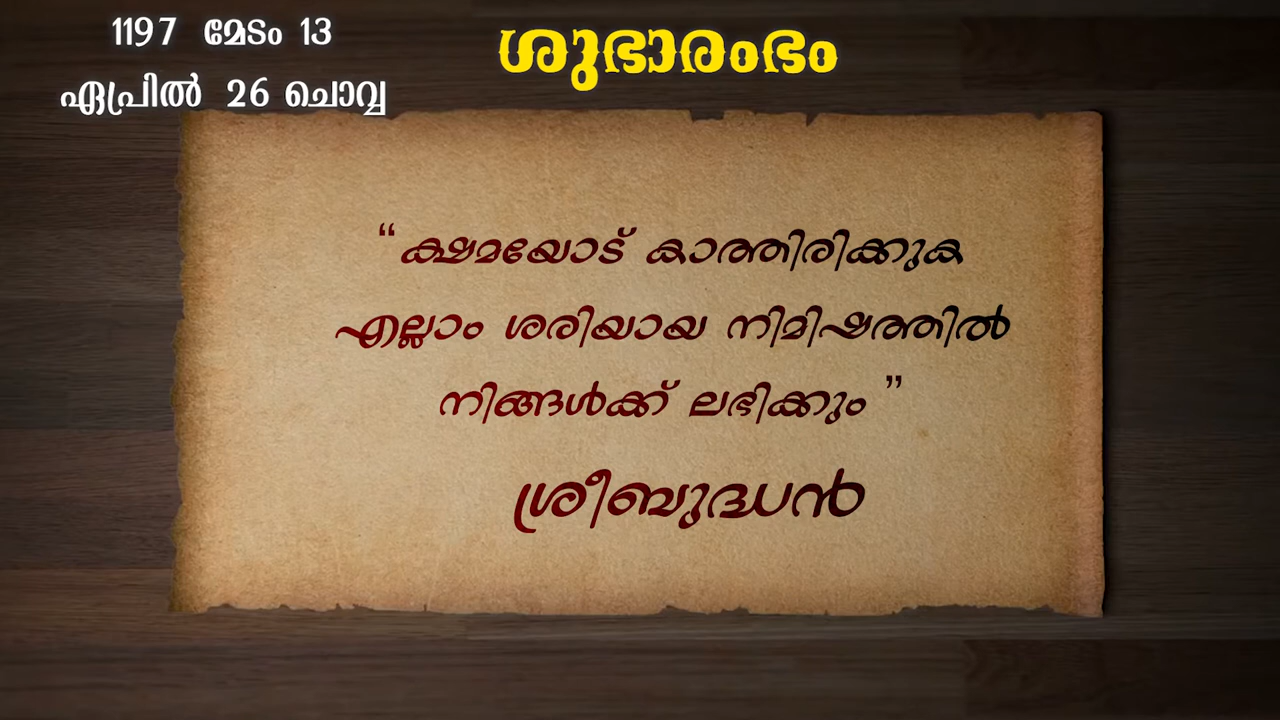 1197 മേടം 13
ഏപ്രിൽ 26 ചൊവ്വ
ശുഭാരംഭം
“ക്ഷമയോട് കാത്തിരിക്കുക
എല്ലാം ശരിയായ നിമിഷത്തിൽ
നിങ്ങൾക്ക് ലഭിക്കും ”
ശ്രീബുദ്ധൻ